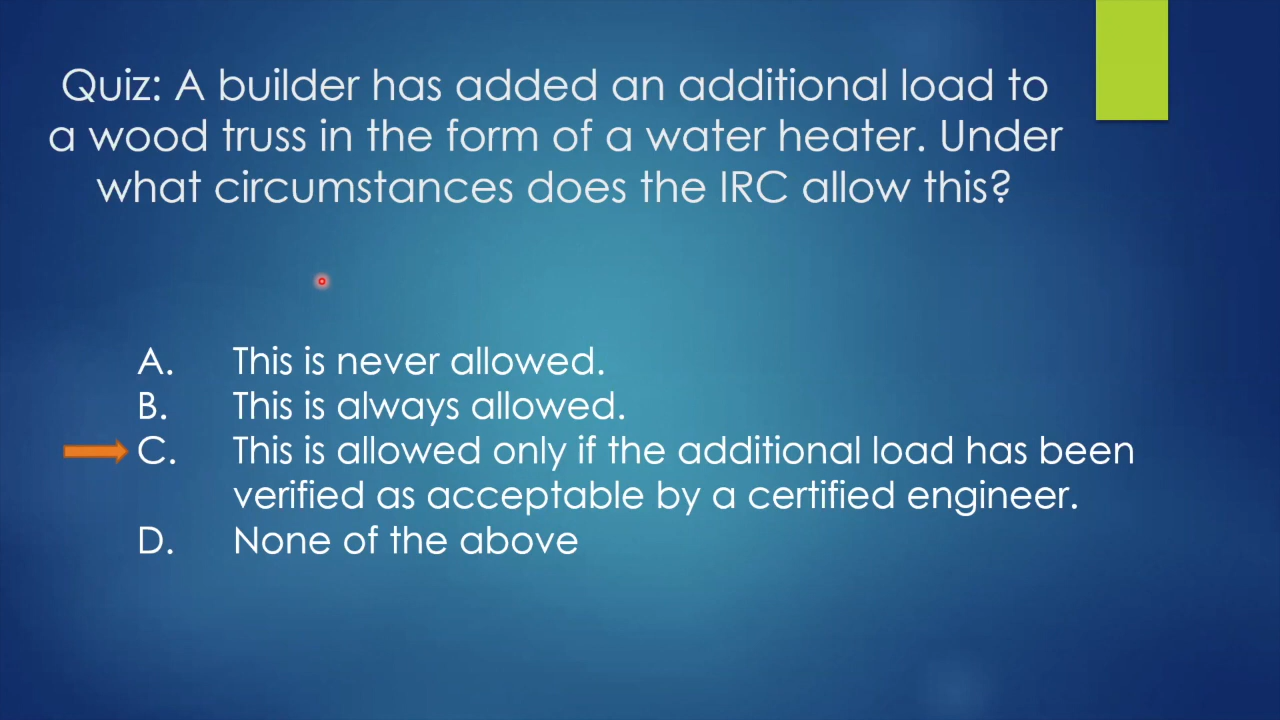 Quiz: A builder has added an additional load to
a wood truss in the form of a water heater. Under
what circumstances does the IRC allow this?
A. This is never allowed.
B. This is always allowed.
C. This is allowed only if the additional load has been
verified as acceptable by a certified engineer.
D. None of the above